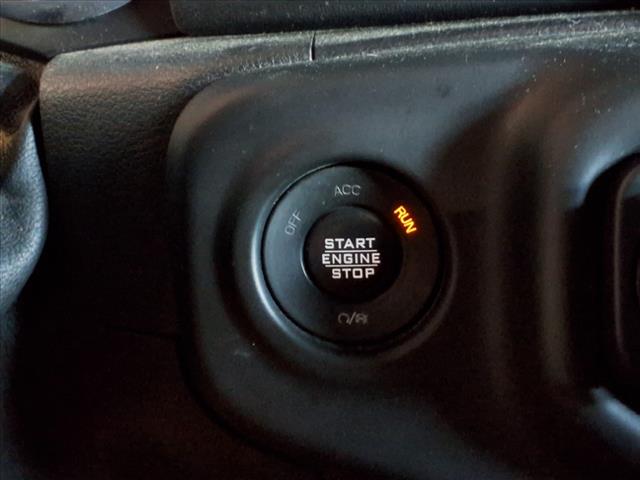 ACC
OFF
RUN
START
ENGINE
STOP